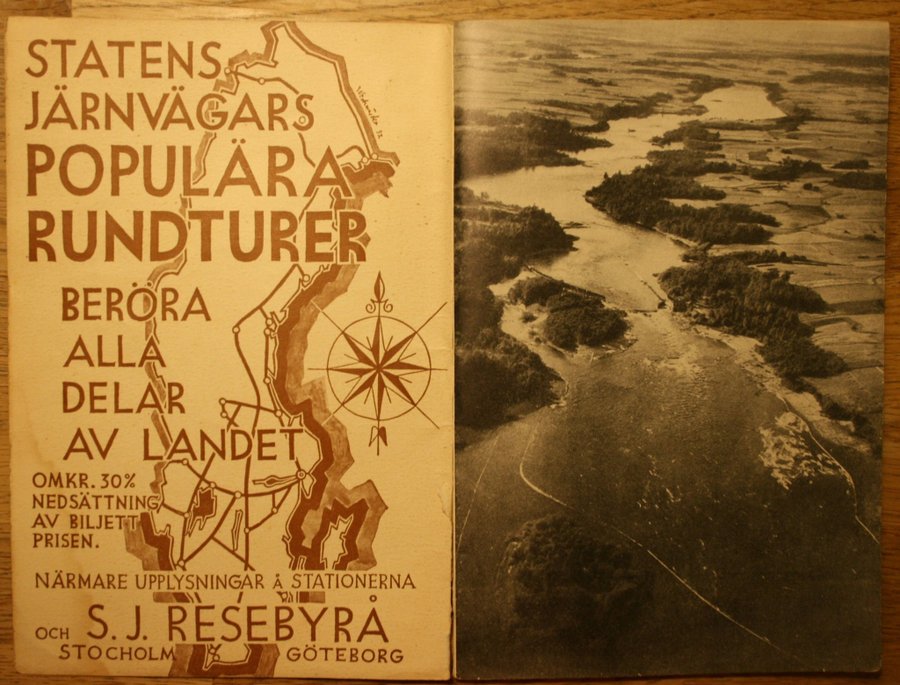 STATENS
JÄRNVÄGARS
POPULÄRA
RUNDTURER
BERÖRA
ALLA
DELAR
AV LANDET
OMKR. 30%
NEDSÄTTNING
AV BILJETT
PRISEN.
NÄRMARE UPPLYSNINGAR Å STATIONERNA
OCH S. J. RESEBYRÅ
STOCHOLM GÖTEBORG